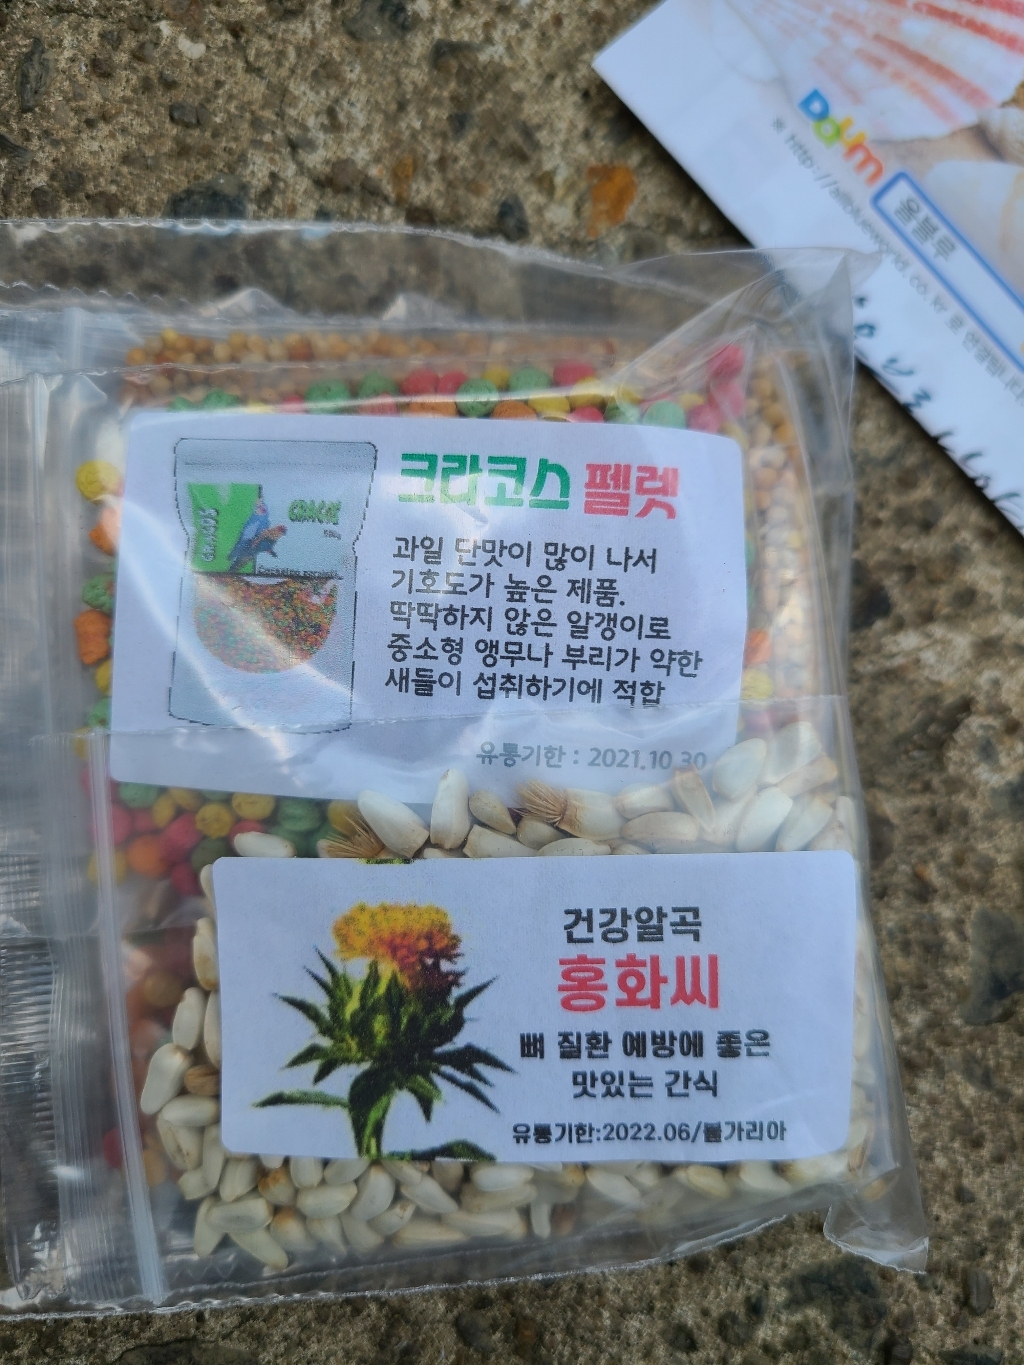 Daum
올블루
크라코스 펠렛
과일 단맛이 많이 나서
기호도가 높은 제품.
딱딱하지 않은 알갱이로
중소형 앵무나 부리가 약한
새들이 섭취하기에 적합
유통기한 : 2021.10.30
건강알곡
홍화씨
뼈 질환 예방에 좋은
맛있는 간식
유통기한:2022.06/불가리아